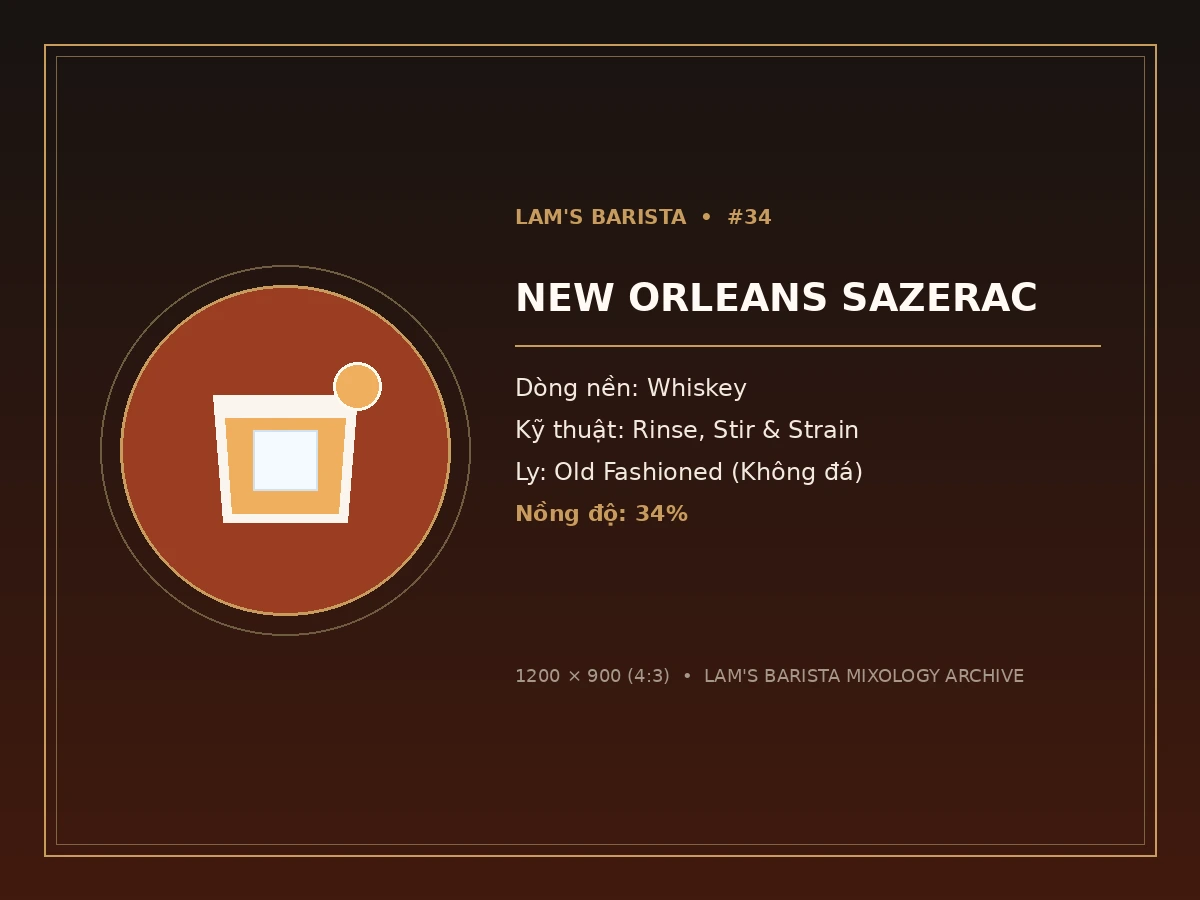 LAM'S BARISTA • #34
NEW ORLEANS SAZERAC
Dòng nền: Whiskey
Kỹ thuật: Rinse, Stir & Strain
Ly: Old Fashioned (Không đá)
Nồng độ: 34%
1200 × 900 (4:3) • LAM'S BARISTA MIXOLOGY ARCHIVE